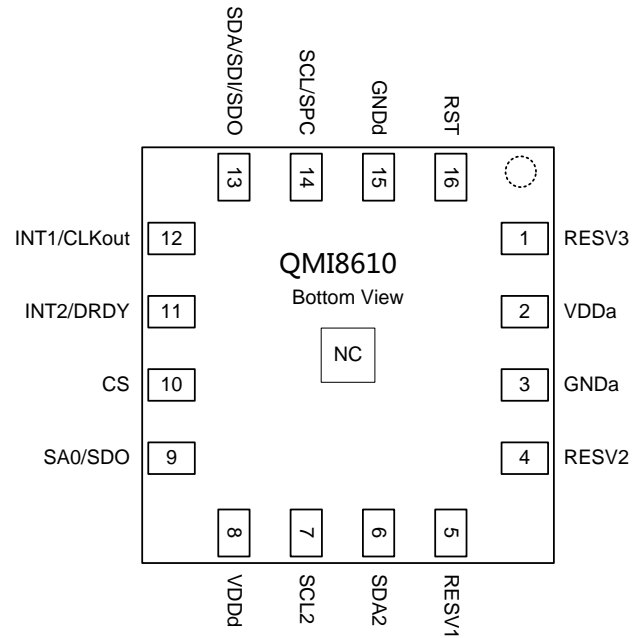 SDA/SDI/SDO
SCL/SPC
GNDd
RST
13
14
15
16
INT1/CLKout
12
1
RESV3
QMI8610
Bottom View
INT2/DRDY
11
2
VDDa
NC
CS
10
3
GNDa
SA0/SDO
9
4
RESV2
8
7
6
5
VDDd
SCL2
SDA2
RESV1